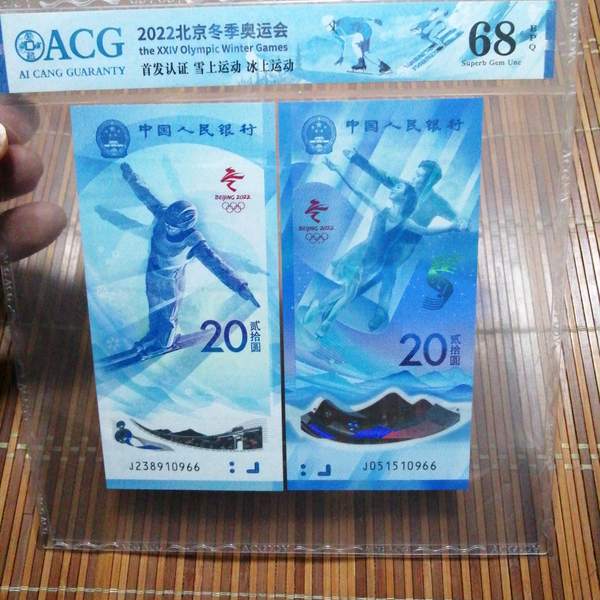 ACG
AI CANG GUARANTY
2022北京冬季奥运会
the XXIV Olympic Winter Games
首发认证 雪上运动 冰上运动
68
EPQ
Superb Gem Unc
中国人民银行
BEIJING 2022
20
贰拾圆
J238910966
中国人民银行
BEIJING 2022
20
贰拾圆
J051510966